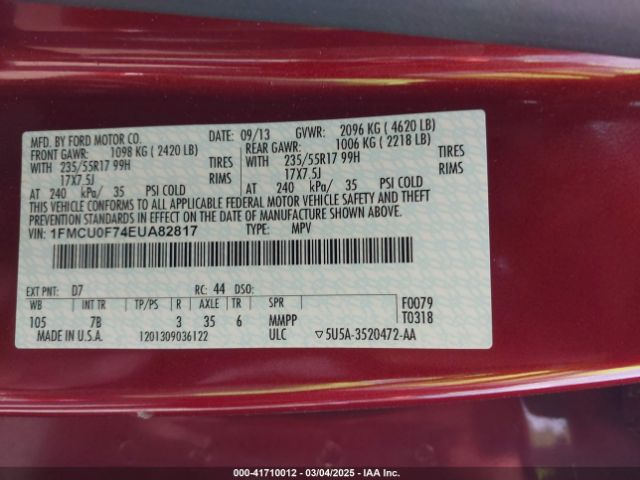 MFD. BY FORD MOTOR CO. DATE: 09/13 GVWR: 2096 KG ( 4620 LB)
FRONT GAWR: 1098 KG ( 2420 LB) REAR GAWR: 1006 KG ( 2218 LB)
WITH 235/55R17 99H TIRES WITH 235/55R17 99H TIRES
17X7.5J RIMS 17X7.5J RIMS
AT 240 kPa/ 35 PSI COLD AT 240 kPa/ 35 PSI COLD
THIS VEHICLE CONFORMS TO ALL APPLICABLE FEDERAL MOTOR VEHICLE SAFETY AND THEFT
PREVENTION STANDARDS IN EFFECT ON THE DATE OF MANUFACTURE SHOWN ABOVE.
VIN: 1FMCU0F74EUA82817 TYPE: MPV
EXT PNT: D7 RC: 44 DSO: F0079
WB INT TR TP/PS R AXLE TR SPR T0318
105 7B 3 35 6 MMPP
MADE IN U.S.A. 1201309036122 ULC ▽5U5A-3520472-AA
000-41710012 - 03/04/2025 - IAA Inc.